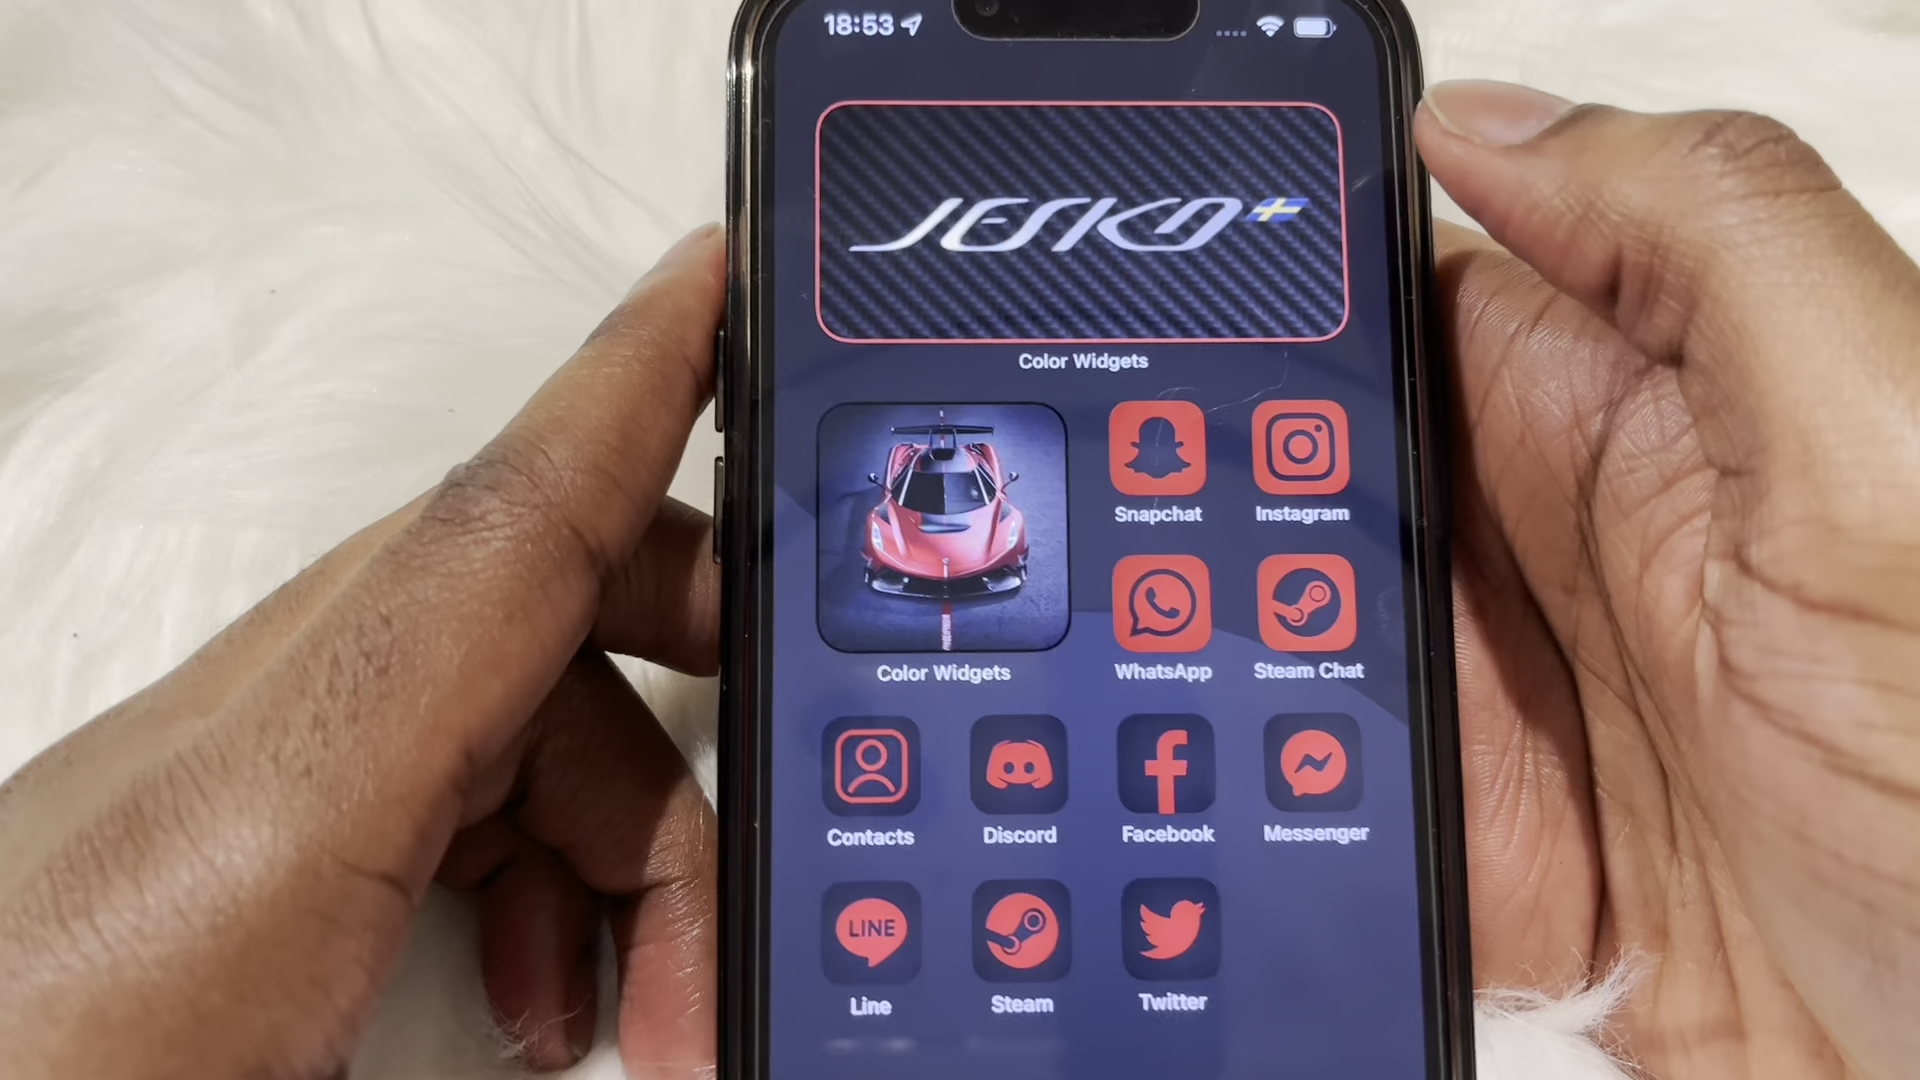 18:53
JESKO
Color Widgets
Snapchat Instagram
WhatsApp Steam Chat
Color Widgets
Contacts Discord Facebook Messenger
LINE
Line Steam Twitter